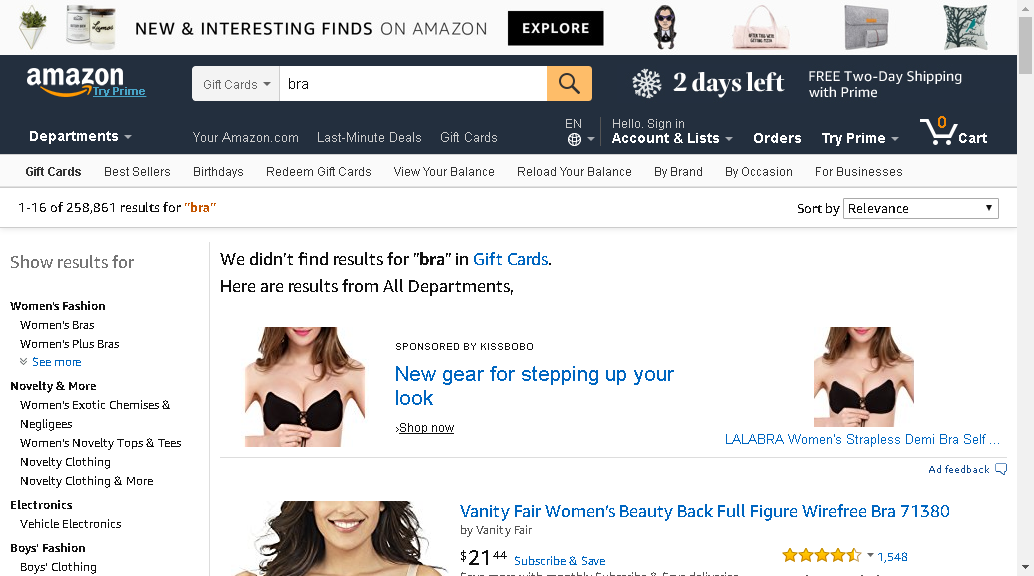 NEW & INTERESTING FINDS ON AMAZON EXPLORE
amazon
Try Prime
Gift Cards bra
2 days left
FREE Two-Day Shipping
with Prime
Departments
Your Amazon.com Last-Minute Deals Gift Cards
EN
Hello. Sign in
Account & Lists Orders Try Prime 0 Cart
Gift Cards Best Sellers Birthdays Redeem Gift Cards View Your Balance Reload Your Balance By Brand By Occasion For Businesses
1-16 of 258,861 results for "bra"
Sort by Relevance
Show results for
Women's Fashion
Women's Bras
Women's Plus Bras
See more
Novelty & More
Women's Exotic Chemises &
Negligees
Women's Novelty Tops & Tees
Novelty Clothing
Novelty Clothing & More
Electronics
Vehicle Electronics
Boys' Fashion
Boys' Clothing
We didn't find results for "bra" in Gift Cards.
Here are results from All Departments,
SPONSORED BY KISSBOBO
New gear for stepping up your
look
›Shop now
LALABRA Women's Strapless Demi Bra Self ...
Ad feedback
Vanity Fair Women's Beauty Back Full Figure Wirefree Bra 71380
by Vanity Fair
$21 44 Subscribe & Save
1,548